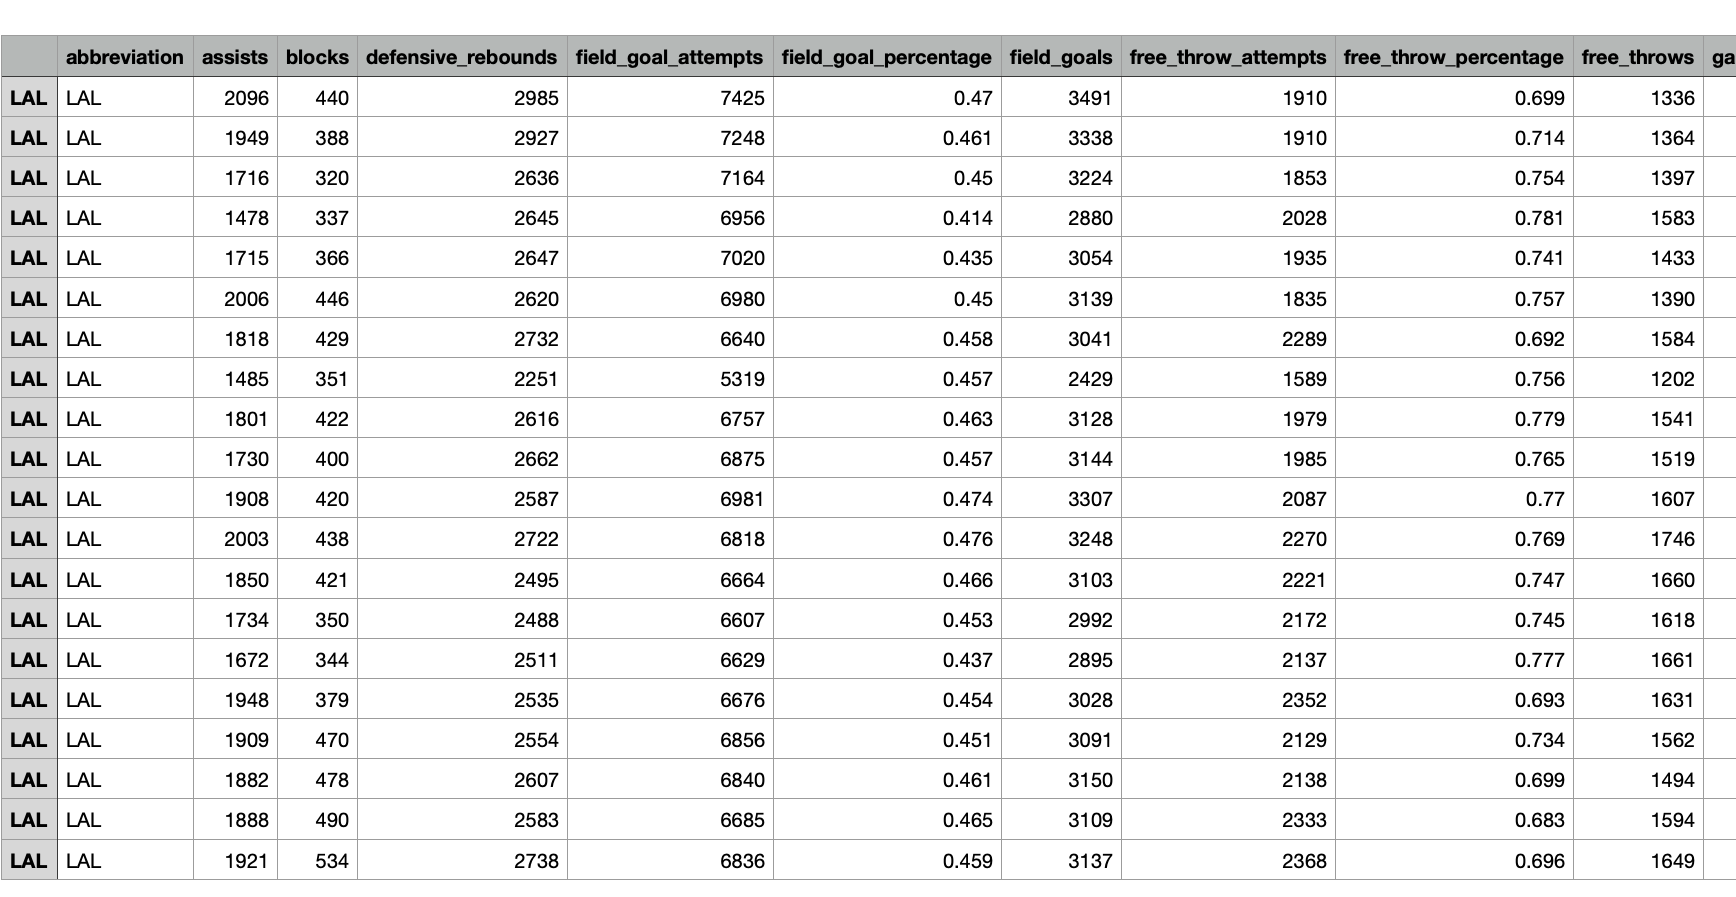 abbreviation assists blocks defensive_rebounds field_goal_attempts field_goal_percentage field_goals free_throw_attempts free_throw_percentage free_throws ga
LAL LAL 2096 440 2985 7425 0.47 3491 1910 0.699 1336
LAL LAL 1949 388 2927 7248 0.461 3338 1910 0.714 1364
LAL LAL 1716 320 2636 7164 0.45 3224 1853 0.754 1397
LAL LAL 1478 337 2645 6956 0.414 2880 2028 0.781 1583
LAL LAL 1715 366 2647 7020 0.435 3054 1935 0.741 1433
LAL LAL 2006 446 2620 6980 0.45 3139 1835 0.757 1390
LAL LAL 1818 429 2732 6640 0.458 3041 2289 0.692 1584
LAL LAL 1485 351 2251 5319 0.457 2429 1589 0.756 1202
LAL LAL 1801 422 2616 6757 0.463 3128 1979 0.779 1541
LAL LAL 1730 400 2662 6875 0.457 3144 1985 0.765 1519
LAL LAL 1908 420 2587 6981 0.474 3307 2087 0.77 1607
LAL LAL 2003 438 2722 6818 0.476 3248 2270 0.769 1746
LAL LAL 1850 421 2495 6664 0.466 3103 2221 0.747 1660
LAL LAL 1734 350 2488 6607 0.453 2992 2172 0.745 1618
LAL LAL 1672 344 2511 6629 0.437 2895 2137 0.777 1661
LAL LAL 1948 379 2535 6676 0.454 3028 2352 0.693 1631
LAL LAL 1909 470 2554 6856 0.451 3091 2129 0.734 1562
LAL LAL 1882 478 2607 6840 0.461 3150 2138 0.699 1494
LAL LAL 1888 490 2583 6685 0.465 3109 2333 0.683 1594
LAL LAL 1921 534 2738 6836 0.459 3137 2368 0.696 1649